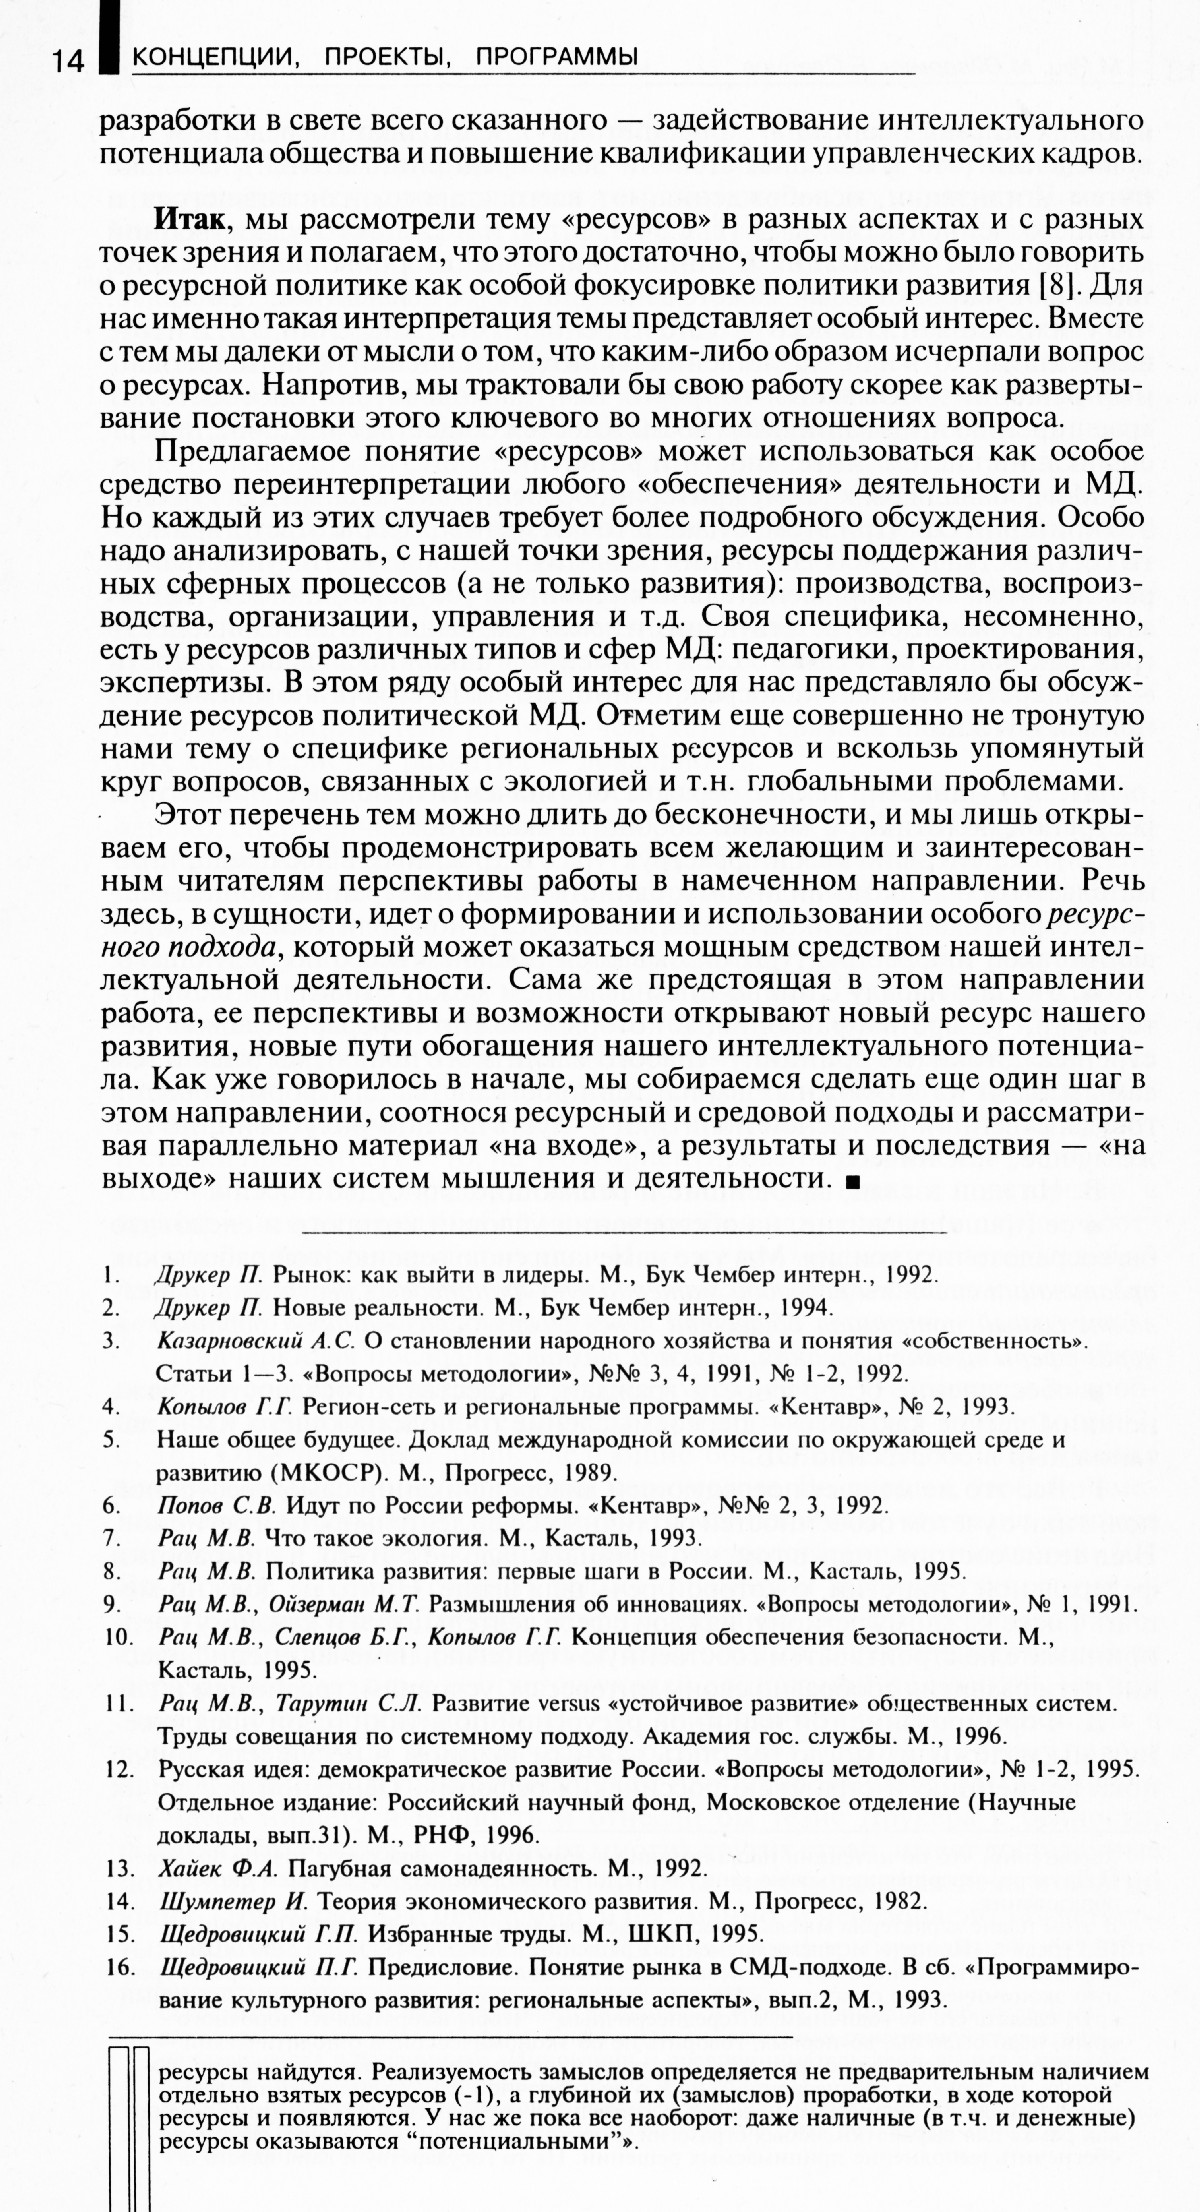 14 КОНЦЕПЦИИ, ПРОЕКТЫ, ПРОГРАММЫ
разработки в свете всего сказанного — задействование интеллектуального
потенциала общества и повышение квалификации управленческих кадров.
Итак, мы рассмотрели тему «ресурсов» в разных аспектах и с разных
точек зрения и полагаем, что этого достаточно, чтобы можно было говорить
о ресурсной политике как особой фокусировке политики развития [8]. Для
нас именно такая интерпретация темы представляет особый интерес. Вместе
с тем мы далеки от мысли о том, что каким-либо образом исчерпали вопрос
о ресурсах. Напротив, мы трактовали бы свою работу скорее как разверты-
вание постановки этого ключевого во многих отношениях вопроса.
Предлагаемое понятие «ресурсов» может использоваться как особое
средство переинтерпретации любого «обеспечения» деятельности и МД.
Но каждый из этих случаев требует более подробного обсуждения. Особо
надо анализировать, с нашей точки зрения, ресурсы поддержания различ-
ных сферных процессов (а не только развития): производства, воспроиз-
водства, организации, управления и т.д. Своя специфика, несомненно,
есть у ресурсов различных типов и сфер МД: педагогики, проектирования,
экспертизы. В этом ряду особый интерес для нас представляло бы обсуж-
дение ресурсов политической МД. Отметим еще совершенно не тронутую
нами тему о специфике региональных ресурсов и вскользь упомянутый
круг вопросов, связанных с экологией и т.н. глобальными проблемами.
Этот перечень тем можно длить до бесконечности, и мы лишь откры-
ваем его, чтобы продемонстрировать всем желающим и заинтересован-
ным читателям перспективы работы в намеченном направлении. Речь
здесь, в сущности, идет о формировании и использовании особого ресурс-
ного подхода, который может оказаться мощным средством нашей интел-
лектуальной деятельности. Сама же предстоящая в этом направлении
работа, ее перспективы и возможности открывают новый ресурс нашего
развития, новые пути обогащения нашего интеллектуального потенциа-
ла. Как уже говорилось в начале, мы собираемся сделать еще один шаг в
этом направлении, соотнося ресурсный и средовой подходы и рассматри-
вая параллельно материал «на входе», а результаты и последствия — «на
выходе» наших систем мышления и деятельности. ■
1. Друкер П. Рынок: как выйти в лидеры. М., Бук Чембер интерн., 1992.
2. Друкер П. Новые реальности. М., Бук Чембер интерн., 1994.
3. Казарновский А.С. О становлении народного хозяйства и понятия «собственность».
Статьи 1—3. «Вопросы методологии», №№ 3, 4, 1991, № 1-2, 1992.
4. Копылов Г.Г. Регион-сеть и региональные программы. «Кентавр», № 2, 1993.
5. Наше общее будущее. Доклад международной комиссии по окружающей среде и
развитию (МКОСР). М., Прогресс, 1989.
6. Попов С.В. Идут по России реформы. «Кентавр», №№ 2, 3, 1992.
7. Рац М.В. Что такое экология. М., Касталь, 1993.
8. Рац М.В. Политика развития: первые шаги в России. М., Касталь, 1995.
9. Рац М.В., Ойзерман М.Т. Размышления об инновациях. «Вопросы методологии», № 1, 1991.
10. Рац М.В., Слепцов Б.Г., Копылов Г.Г. Концепция обеспечения безопасности. М.,
Касталь, 1995.
11. Рац М.В., Тарутин С.Л. Развитие versus «устойчивое развитие» общественных систем.
Труды совещания по системному подходу. Академия гос. службы. М., 1996.
12. Русская идея: демократическое развитие России. «Вопросы методологии», № 1-2, 1995.
Отдельное издание: Российский научный фонд, Московское отделение (Научные
доклады, вып.31). М., РНФ, 1996.
13. Хайек Ф.А. Пагубная самонадеянность. М., 1992.
14. Шумпетер И. Теория экономического развития. М., Прогресс, 1982.
15. Щедровицкий Г.П. Избранные труды. М., ШКП, 1995.
16. Щедровицкий П.Г. Предисловие. Понятие рынка в СМД-подходе. В сб. «Программиро-
вание культурного развития: региональные аспекты», вып.2, М., 1993.
ресурсы найдутся. Реализуемость замыслов определяется не предварительным наличием
отдельно взятых ресурсов (-1), а глубиной их (замыслов) проработки, в ходе которой
ресурсы и появляются. У нас же пока все наоборот: даже наличные (в т.ч. и денежные)
ресурсы оказываются “потенциальными”».